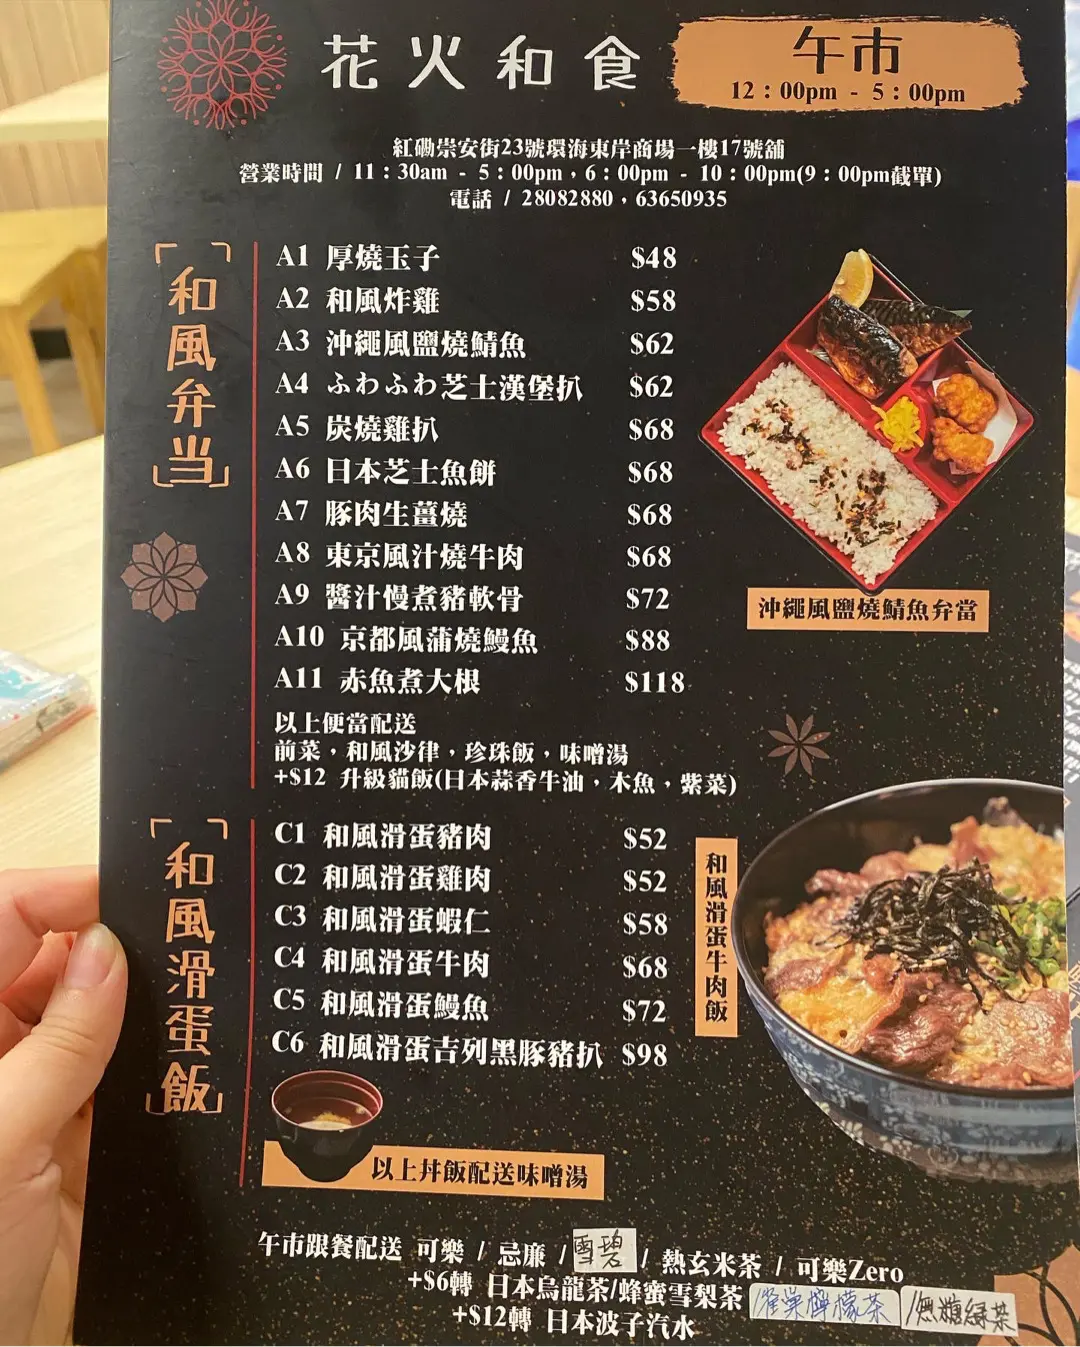 花火和食
午市
12：00pm - 5：00pm
紅磡崇安街23號環海東岸商場一樓17號舖
營業時間 / 11：30am - 5：00pm，6：00pm - 10：00pm(9：00pm截單)
電話 / 28082880，63650935
和風弁当
A1 厚燒玉子 $48
A2 和風炸雞 $58
A3 沖繩風鹽燒鯖魚 $62
A4 ふわふわ芝士漢堡扒 $62
A5 炭燒雞扒 $68
A6 日本芝士魚餅 $68
A7 豚肉生薑燒 $68
A8 東京風汁燒牛肉 $68
A9 醬汁慢煮豬軟骨 $72
A10 京都風蒲燒鰻魚 $88
A11 赤魚煮大根 $118
沖繩風鹽燒鯖魚弁當
以上便當配送
前菜，和風沙律，珍珠飯，味噌湯
+$12 升級貓飯(日本蒜香牛油，木魚，紫菜)
和風滑蛋飯
C1 和風滑蛋豬肉 $52
C2 和風滑蛋雞肉 $52
C3 和風滑蛋蝦仁 $58
C4 和風滑蛋牛肉 $68
C5 和風滑蛋鰻魚 $72
C6 和風滑蛋吉列黑豚豬扒 $98
和風滑蛋牛肉飯
以上丼飯配送味噌湯
午市跟餐配送 可樂 / 忌廉 / 雪碧 / 熱玄米茶 / 可樂Zero
+$6轉 日本烏龍茶/蜂蜜雪梨茶 /雀巢檸檬茶 /無糖綠茶
+$12轉 日本波子汽水